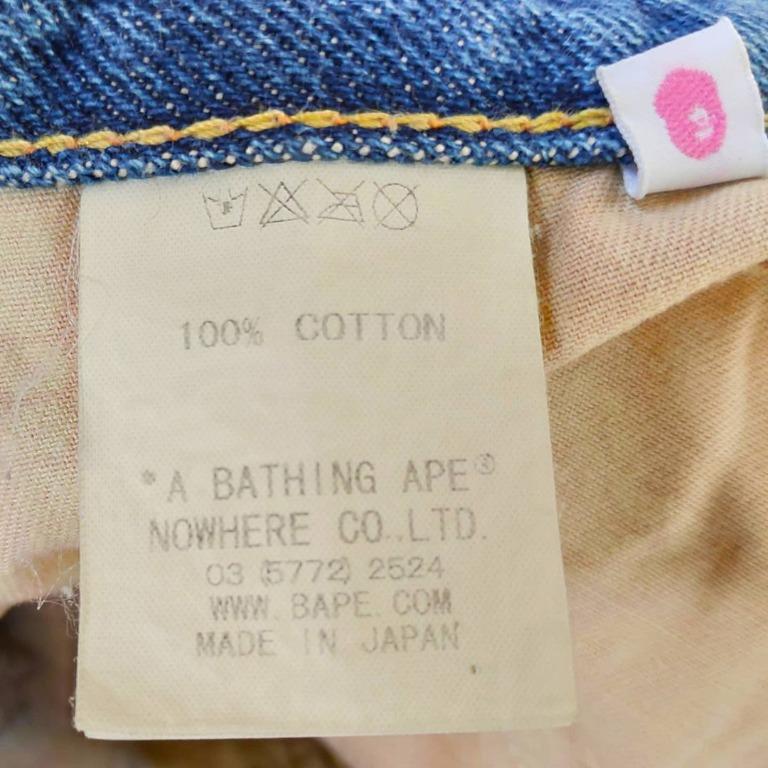 100% COTTON
*A BATHING APE®
NOWHERE CO.,LTD.
03 (5772) 2524
WWW.BAPE.COM
MADE IN JAPAN